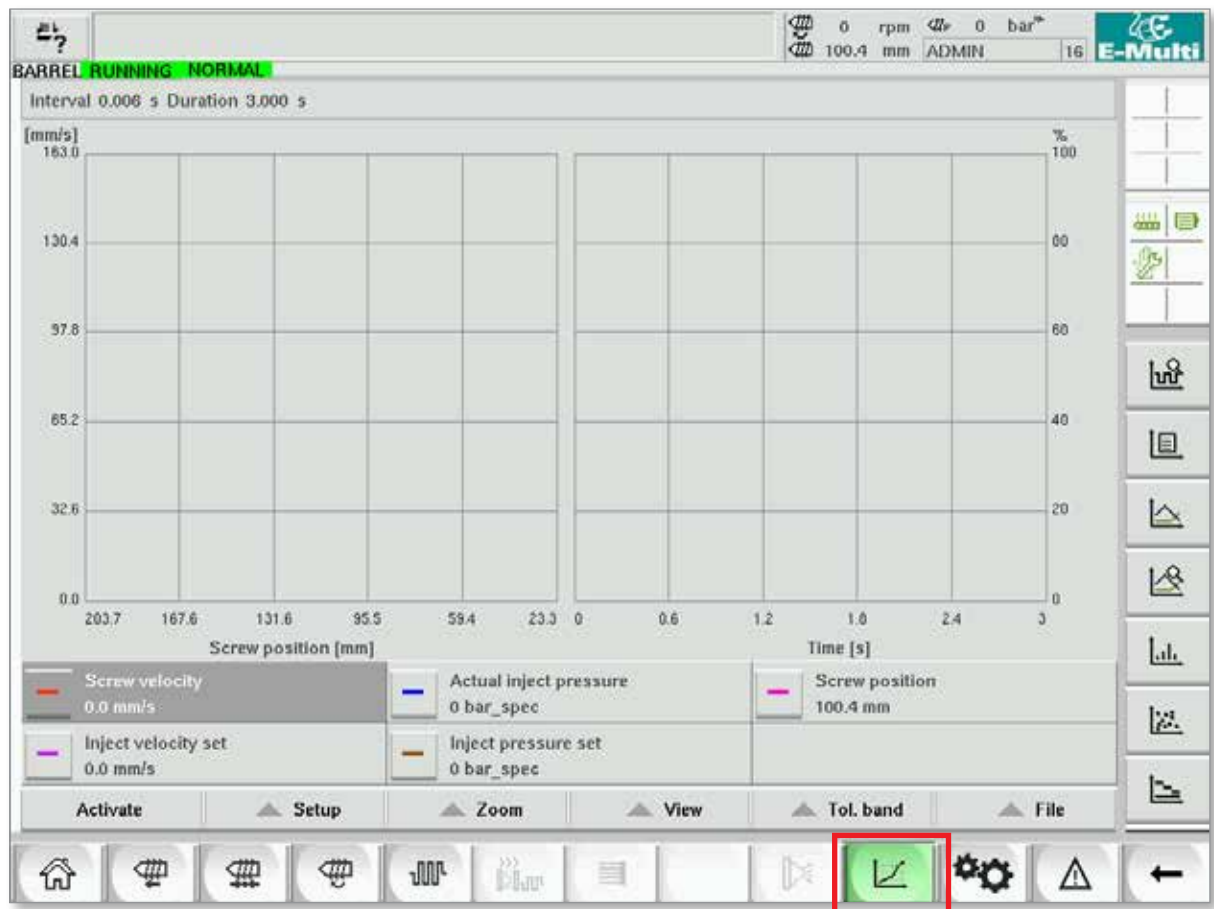 ?
0 rpm 0 bar
100.4 mm ADMIN 16
E-Multi
BARREL RUNNING NORMAL
Interval 0.006 s Duration 3.000 s
[mm/s]
163.0
130.4
97.8
65.2
32.6
0.0
%
100
80
60
40
20
0
203.7 167.6 131.6 95.5 59.4 23.3
Screw position [mm]
0 0.6 1.2 1.8 2.4 3
Time [s]
Screw velocity
0.0 mm/s
Actual inject pressure
0 bar_spec
Screw position
100.4 mm
Inject velocity set
0.0 mm/s
Inject pressure set
0 bar_spec
Activate Setup Zoom View Tol. band File